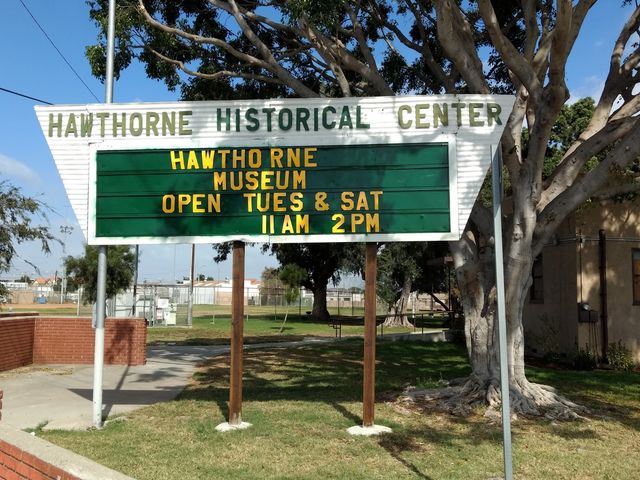 HAWTHORNE HISTORICAL CENTER
HAWTHORNE
MUSEUM
OPEN TUES & SAT
11AM 2PM